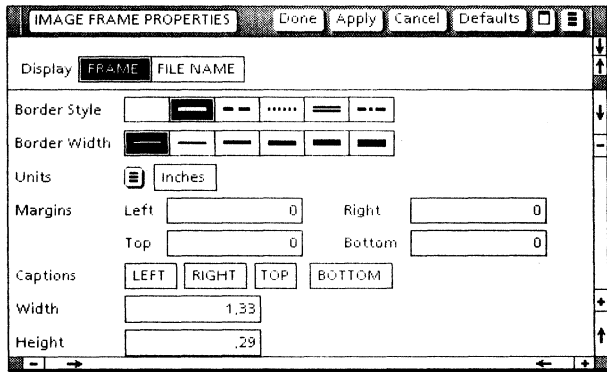 IMAGE FRAME PROPERTIES Done Apply Cancel Defaults
Display FRAME FILE NAME
Border Style
Border Width
Units Inches
Margins Left 0 Right 0
Top 0 Bottom 0
Captions LEFT RIGHT TOP BOTTOM
Width 1.33
Height .29